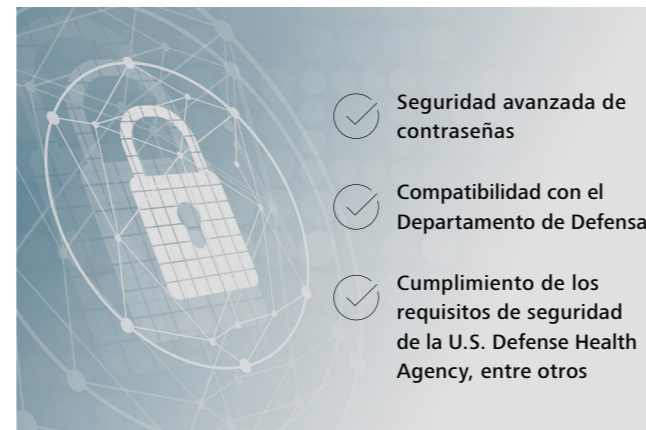 Seguridad avanzada de
contraseñas
Compatibilidad con el
Departamento de Defensa
Cumplimiento de los
requisitos de seguridad
de la U.S. Defense Health
Agency, entre otros